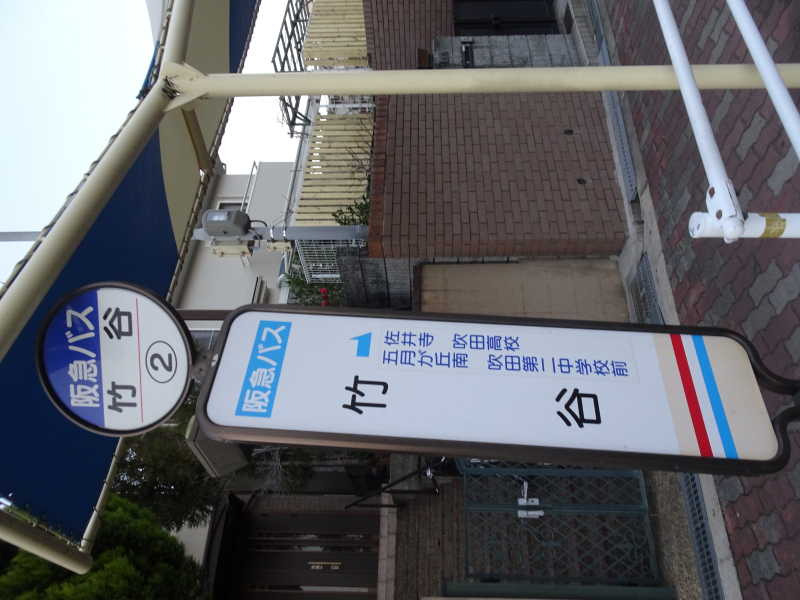 阪急バス
竹谷
②
阪急バス
佐井寺 吹田高校
五月が丘南 吹田第二中学校前
竹谷